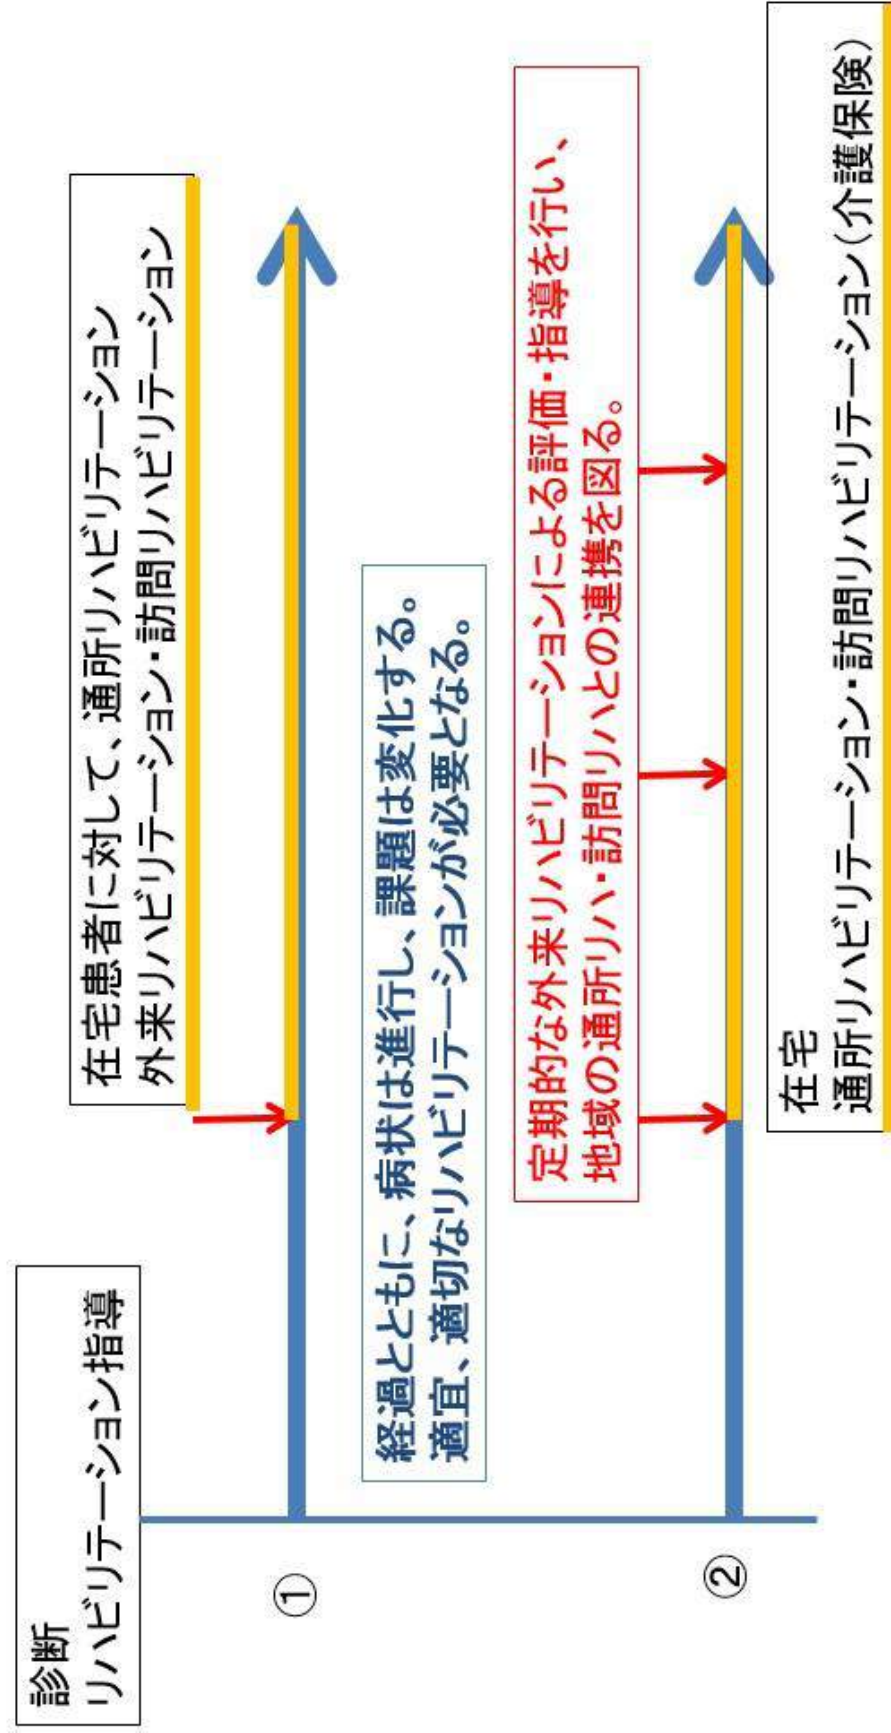 診断
リハビリテーション指導
在宅患者に対して、通所リハビリテーション
外来リハビリテーション・訪問リハビリテーション
①
経過とともに、病状は進行し、課題は変化する。
適宜、適切なリハビリテーションが必要となる。
定期的な外来リハビリテーションによる評価・指導を行い、
地域の通所リハ・訪問リハとの連携を図る。
②
在宅
通所リハビリテーション・訪問リハビリテーション（介護保険）